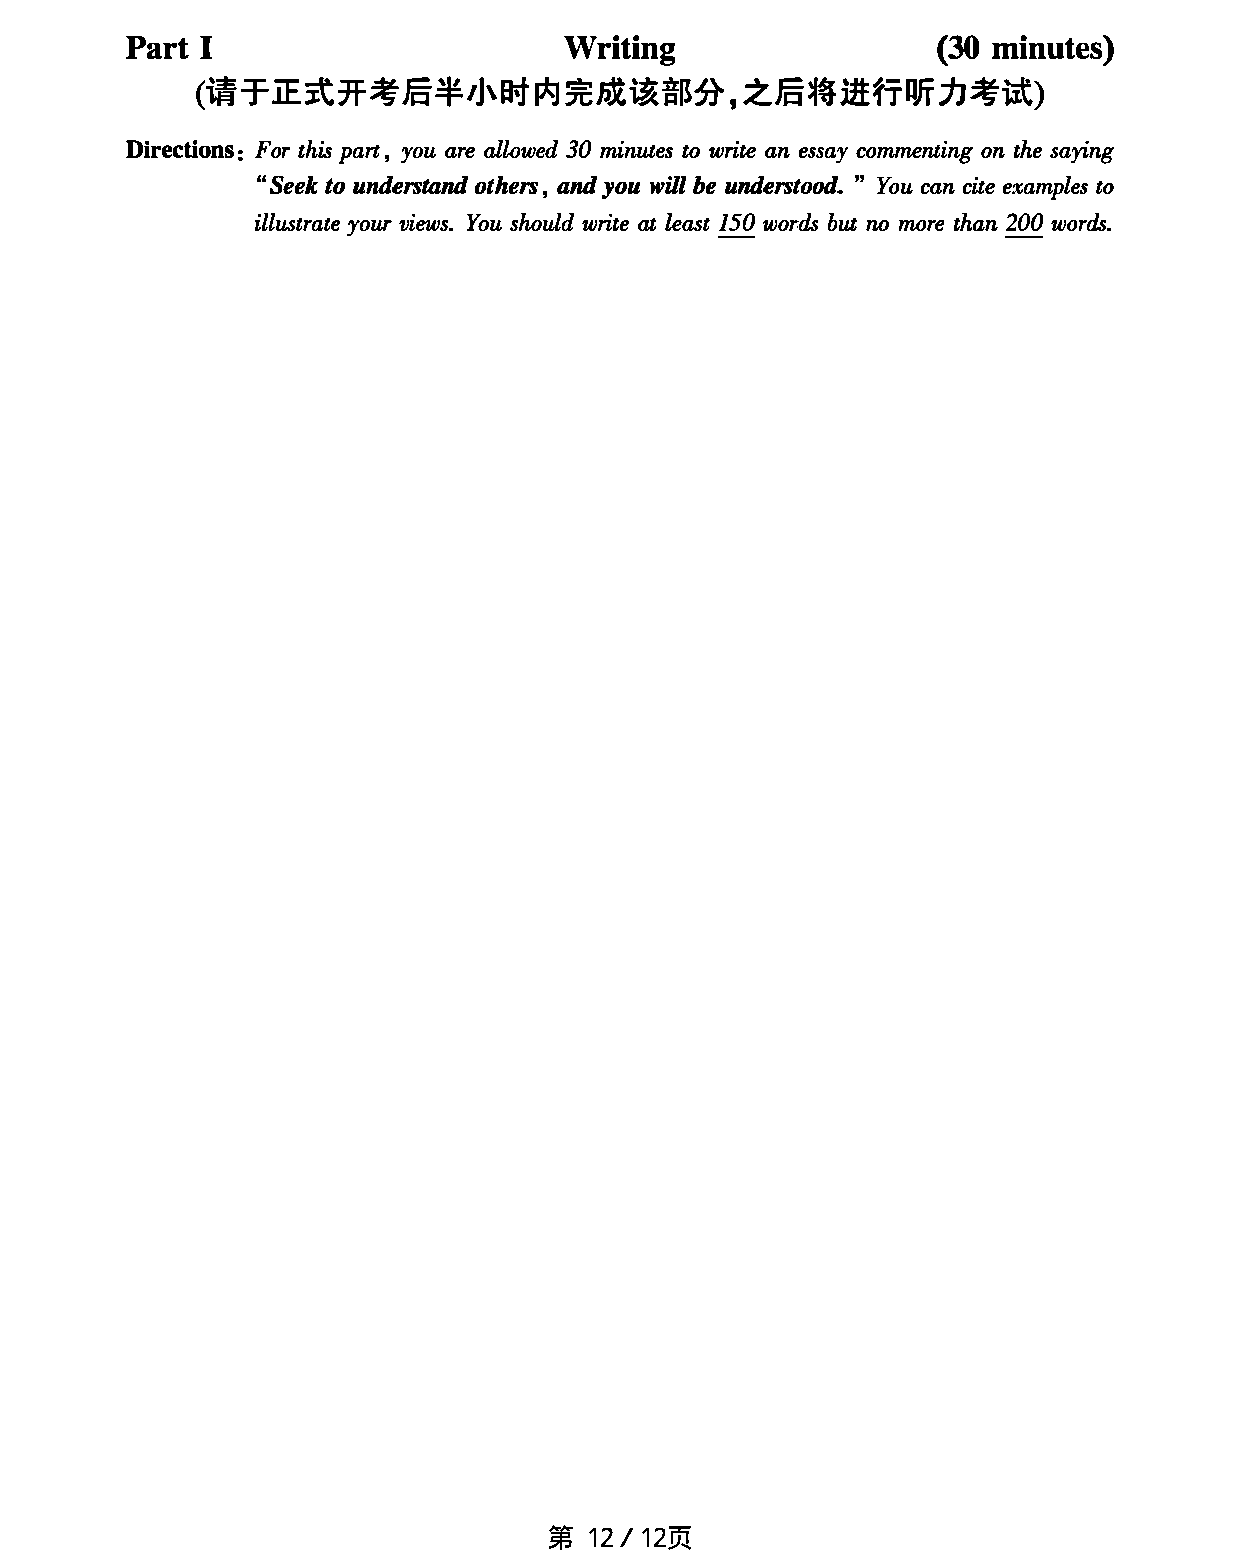 Part I Writing (30 minutes)
(请于正式开考后半小时内完成该部分,之后将进行听力考试)
Directions: For this part, you are allowed 30 minutes to write an essay commenting on the saying
“Seek to understand others, and you will be understood.” You can cite examples to
illustrate your views. You should write at least 150 words but no more than 200 words.
第 12 / 12页